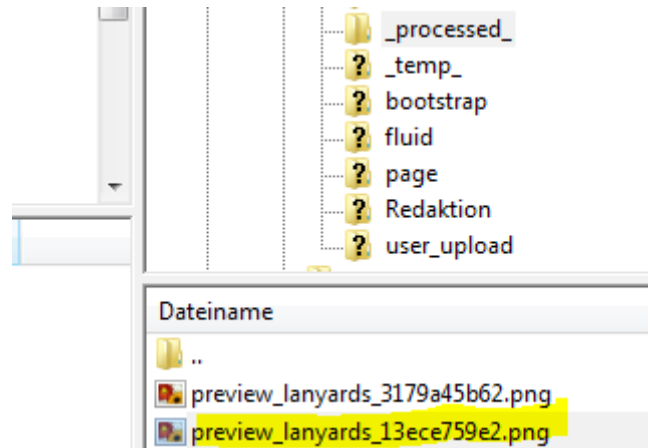 _processed_
_temp_
bootstrap
fluid
page
Redaktion
user_upload
Dateiname
..
preview_lanyards_3179a45b62.png
preview_lanyards_13ece759e2.png